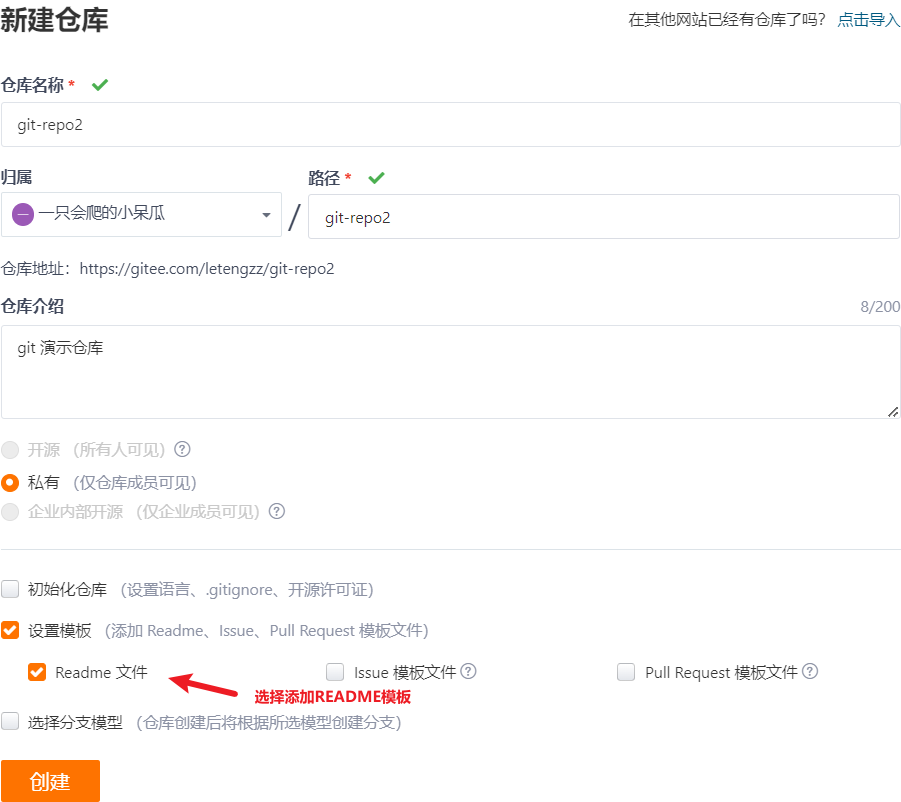 新建仓库
在其他网站已经有仓库了吗? 点击导入
仓库名称 *
git-repo2
归属
路径 *
一 一只会爬的小呆瓜
/
git-repo2
仓库地址：https://gitee.com/letengzz/git-repo2
仓库介绍
8/200
git 演示仓库
开源 (所有人可见) ?
私有 (仅仓库成员可见)
企业内部开源 (仅企业成员可见) ?
初始化仓库 (设置语言、.gitignore、开源许可证)
设置模板 (添加 Readme、Issue、Pull Request 模板文件)
Readme 文件
Issue 模板文件 ?
Pull Request 模板文件 ?
选择添加README模板
选择分支模型 (仓库创建后将根据所选模型创建分支)
创建